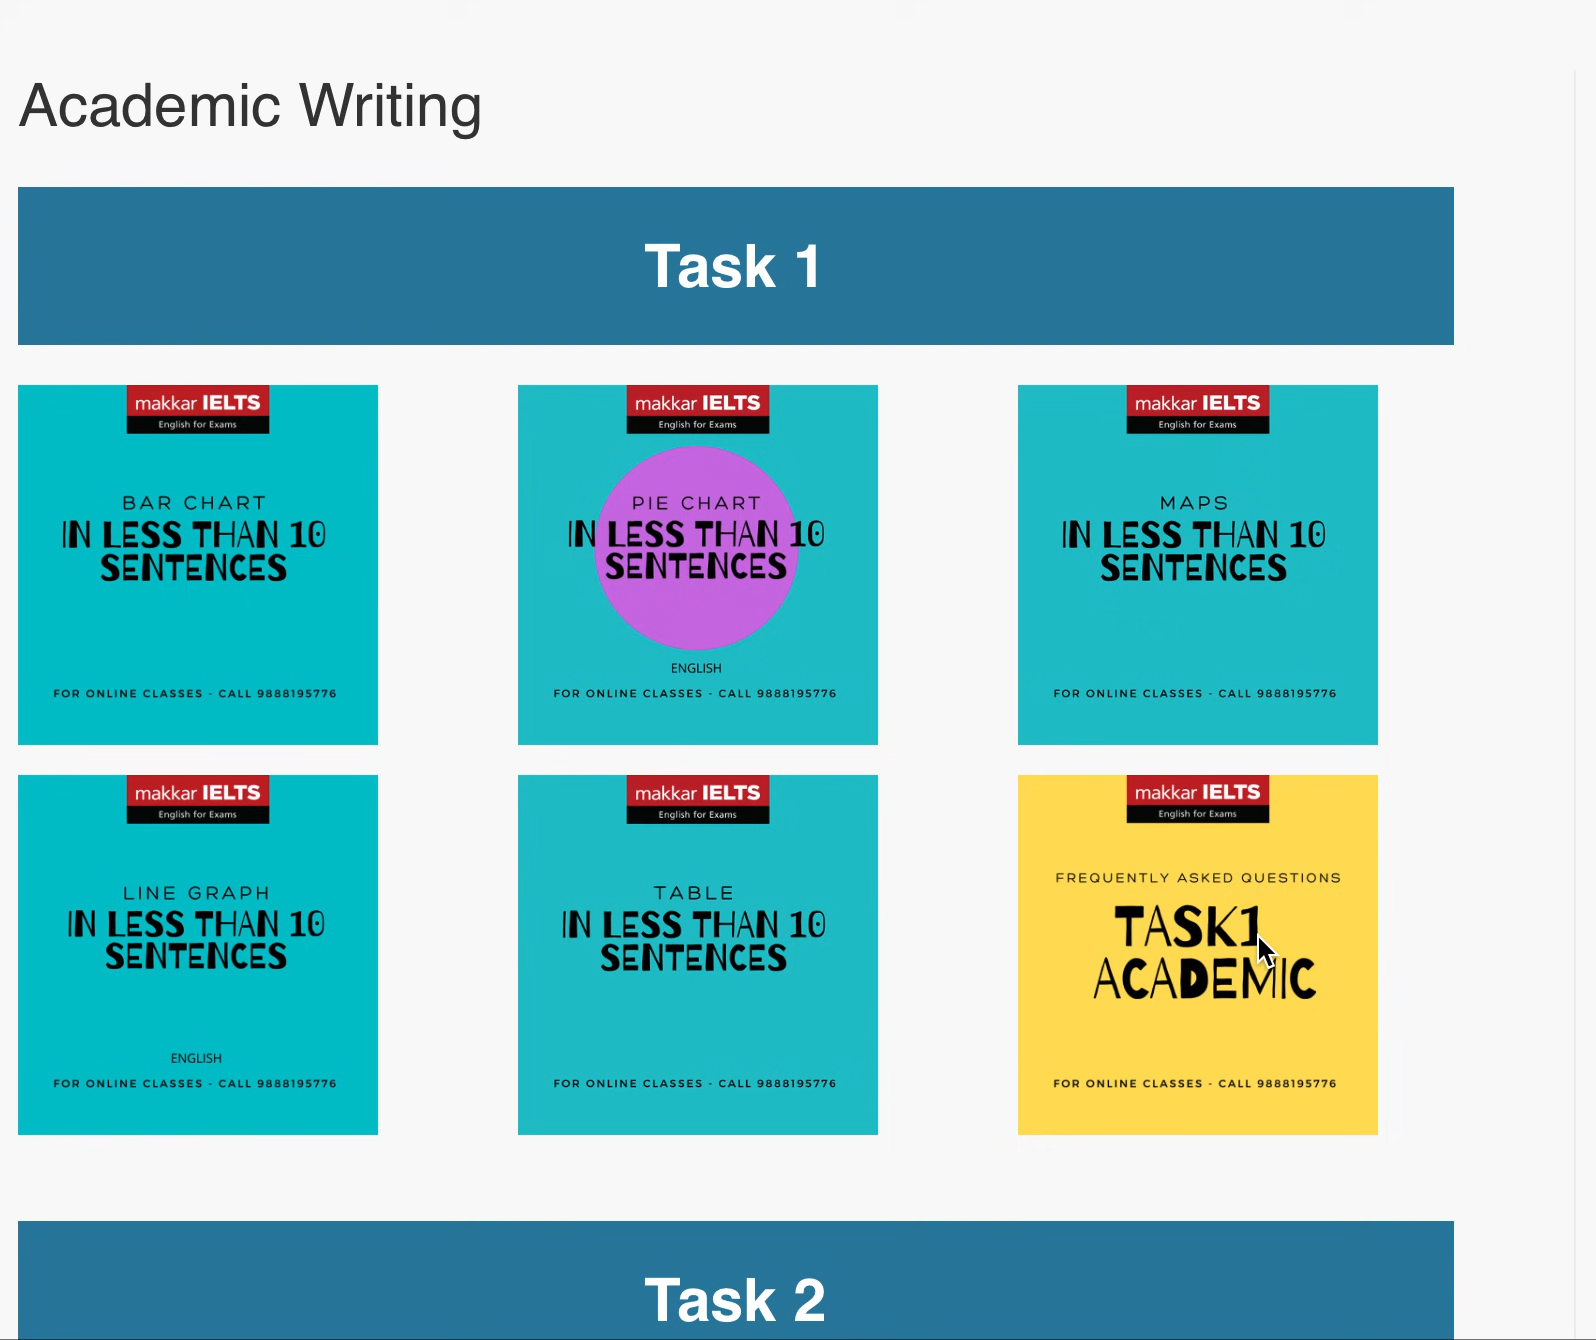 Academic Writing
Task 1
makkar IELTS
English for Exams
BAR CHART
IN LESS THAN 10
SENTENCES
FOR ONLINE CLASSES - CALL 9888195776
makkar IELTS
English for Exams
PIE CHART
IN LESS THAN 10
SENTENCES
ENGLISH
FOR ONLINE CLASSES - CALL 9888195776
makkar IELTS
English for Exams
MAPS
IN LESS THAN 10
SENTENCES
FOR ONLINE CLASSES - CALL 9888195776
makkar IELTS
English for Exams
LINE GRAPH
IN LESS THAN 10
SENTENCES
ENGLISH
FOR ONLINE CLASSES - CALL 9888195776
makkar IELTS
English for Exams
TABLE
IN LESS THAN 10
SENTENCES
FOR ONLINE CLASSES - CALL 9888195776
makkar IELTS
English for Exams
FREQUENTLY ASKED QUESTIONS
TASK1
ACADEMIC
FOR ONLINE CLASSES - CALL 9888195776
Task 2